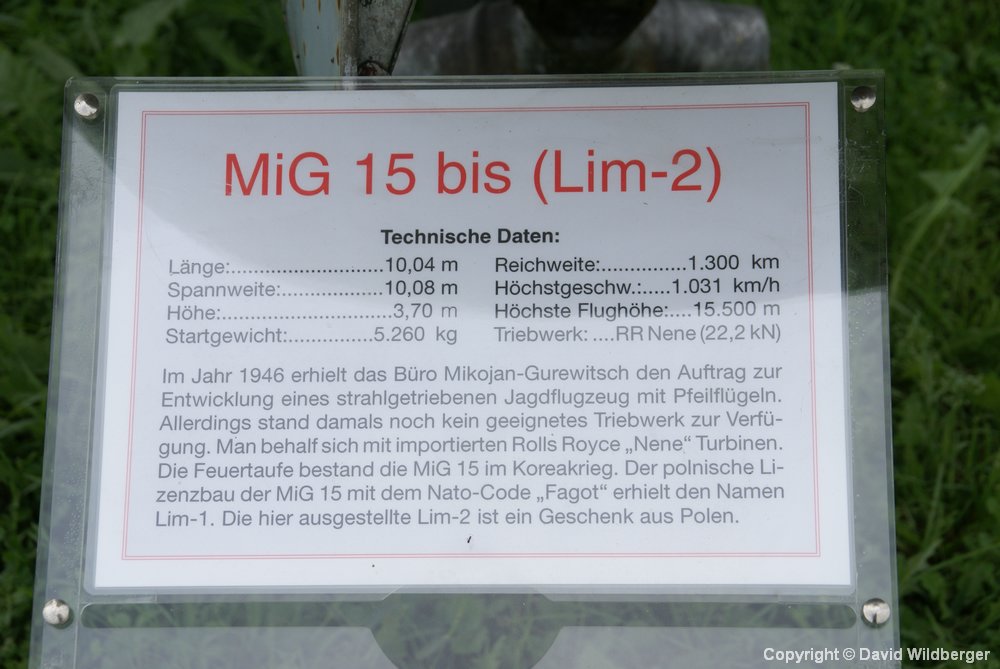 MiG 15 bis (Lim-2)
Technische Daten:
Länge:...........................10,04 m
Spannweite:..................10,08 m
Höhe:..............................3,70 m
Startgewicht:...............5.260 kg
Reichweite:...............1.300 km
Höchstgeschw.:.....1.031 km/h
Höchste Flughöhe:....15.500 m
Triebwerk: ....RR Nene (22,2 kN)
Im Jahr 1946 erhielt das Büro Mikojan-Gurewitsch den Auftrag zur
Entwicklung eines strahlgetriebenen Jagdflugzeug mit Pfeilflügeln.
Allerdings stand damals noch kein geeignetes Triebwerk zur Verfü-
gung. Man behalf sich mit importierten Rolls Royce „Nene“ Turbinen.
Die Feuertaufe bestand die MiG 15 im Koreakrieg. Der polnische Li-
zenzbau der MiG 15 mit dem Nato-Code „Fagot“ erhielt den Namen
Lim-1. Die hier ausgestellte Lim-2 ist ein Geschenk aus Polen.
Copyright © David Wildberger